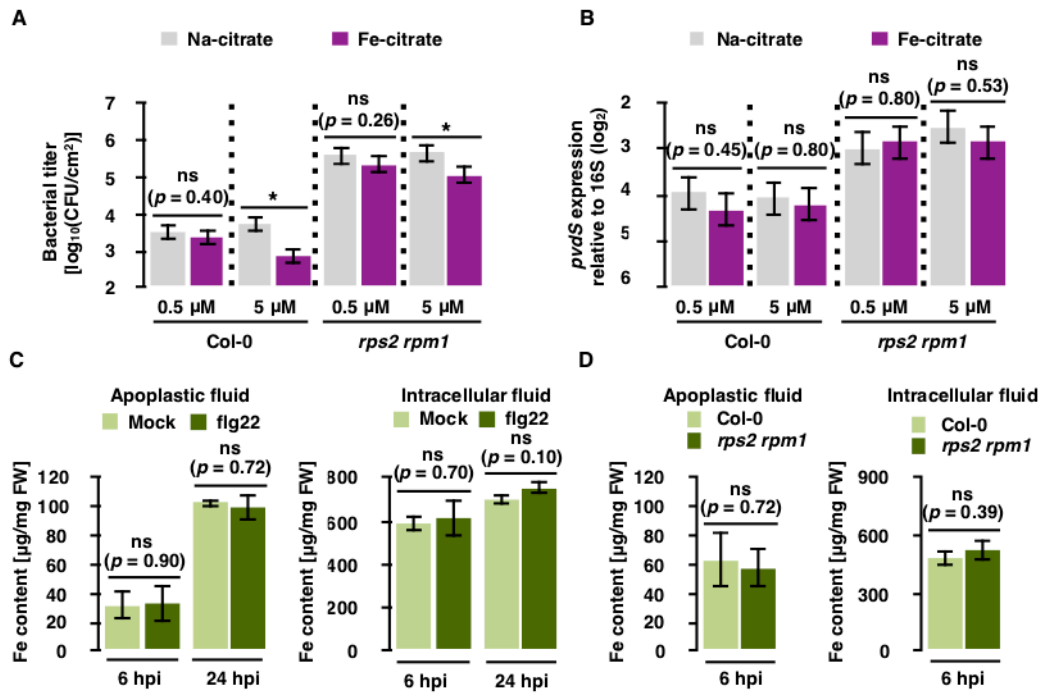 A
Na-citrate
Fe-citrate
Bacterial titer
[log10(CFU/cm2)]
7
6
5
4
3
2
ns
(p = 0.40)
*
ns
(p = 0.26)
*
0.5 µM
5 µM
0.5 µM
5 µM
Col-0
rps2 rpm1
B
Na-citrate
Fe-citrate
pvdS expression
relative to 16S (log2)
2
3
4
5
6
ns
(p = 0.45)
ns
(p = 0.80)
ns
(p = 0.80)
ns
(p = 0.53)
0.5 µM
5 µM
0.5 µM
5 µM
Col-0
rps2 rpm1
C
Apoplastic fluid
Mock
flg22
Fe content [µg/mg FW]
120
100
80
60
40
20
0
ns
(p = 0.90)
ns
(p = 0.72)
6 hpi
24 hpi
Intracellular fluid
Mock
flg22
Fe content [µg/mg FW]
800
600
400
200
0
ns
(p = 0.70)
ns
(p = 0.10)
6 hpi
24 hpi
D
Apoplastic fluid
Col-0
rps2 rpm1
Fe content [µg/mg FW]
120
100
80
60
40
20
0
ns
(p = 0.72)
6 hpi
Intracellular fluid
Col-0
rps2 rpm1
Fe content [µg/mg FW]
900
600
300
0
ns
(p = 0.39)
6 hpi